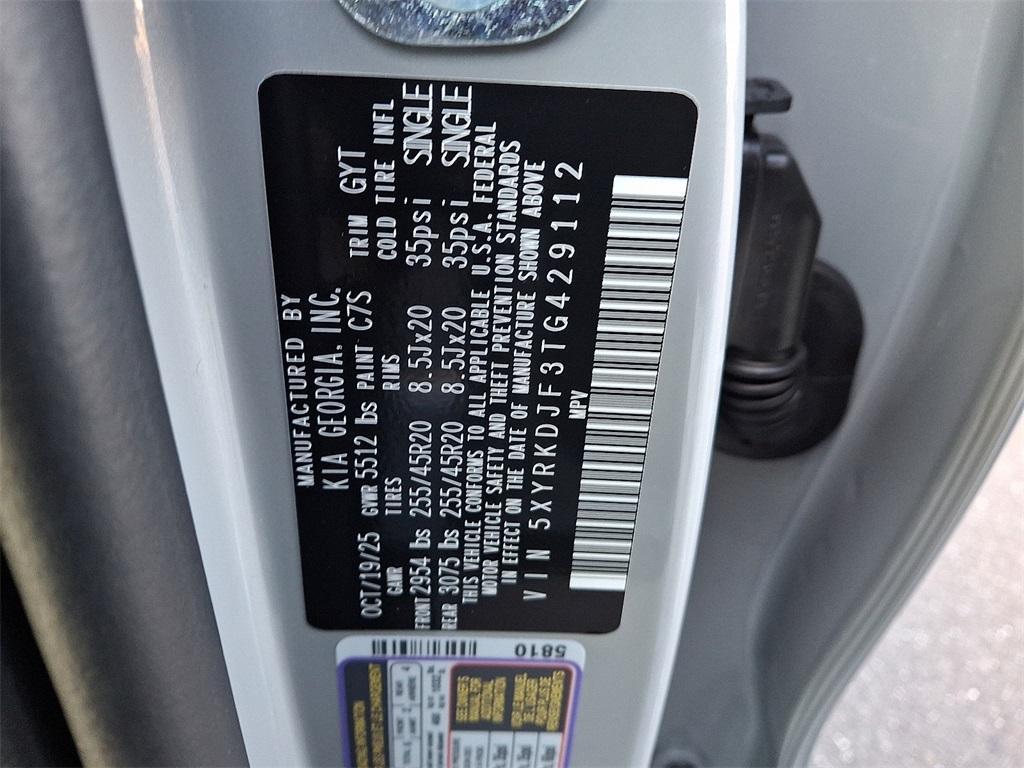 MANUFACTURED BY
KIA GEORGIA, INC.
OCT/19/25 GVWR 5512 lbs PAINT C7S TRIM GYT
GAWR TIRES RIMS COLD TIRE INFL
FRONT 2954 lbs 255/45R20 8.5Jx20 35psi SINGLE
REAR 3075 lbs 255/45R20 8.5Jx20 35psi SINGLE
THIS VEHICLE CONFORMS TO ALL APPLICABLE U.S.A. FEDERAL
MOTOR VEHICLE SAFETY AND THEFT PREVENTION STANDARDS
IN EFFECT ON THE DATE OF MANUFACTURE SHOWN ABOVE
VIN 5XYRKDJF3TG429112
MPV
5810